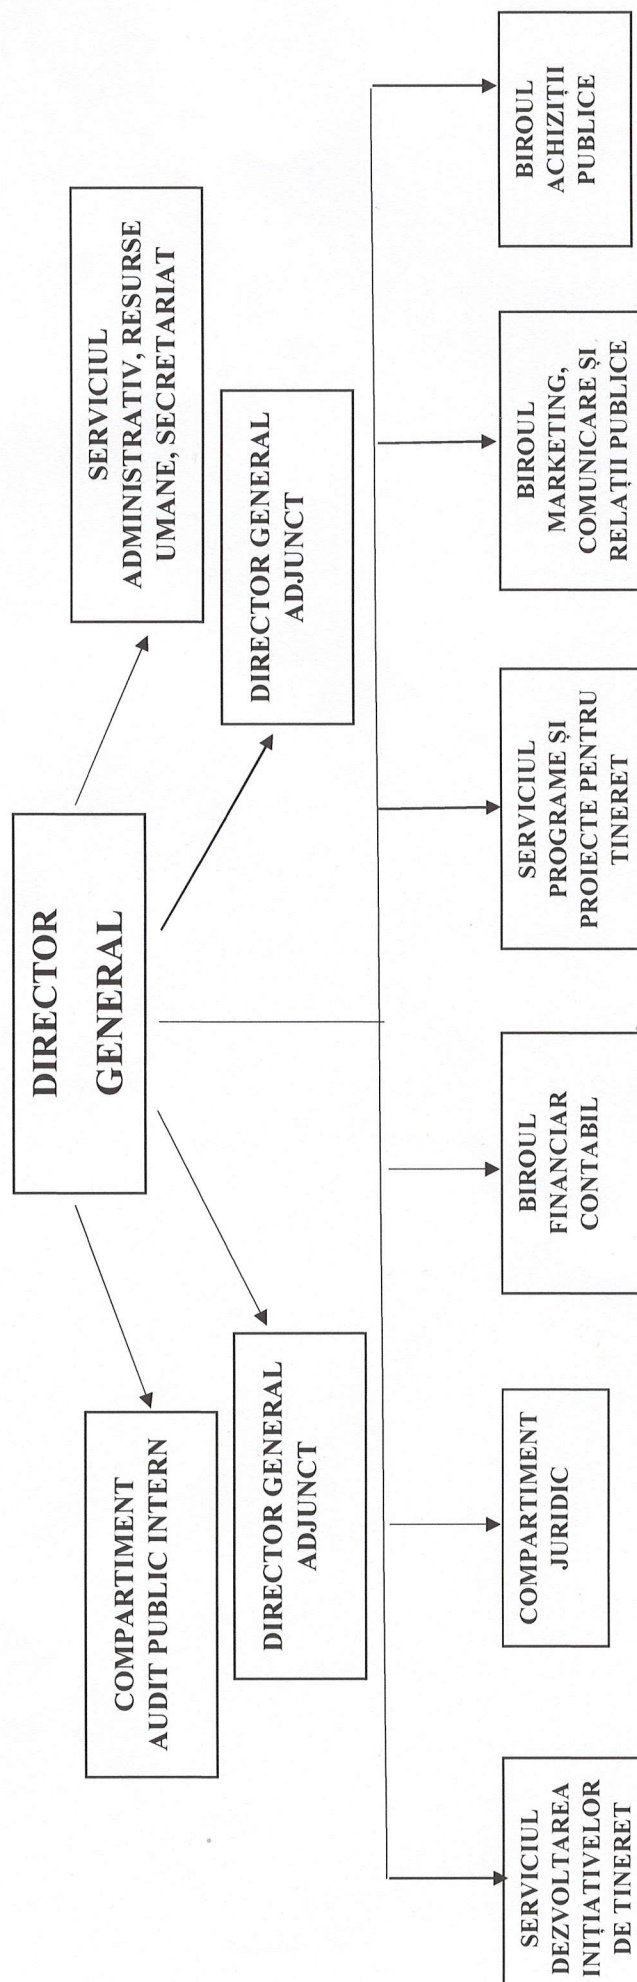 DIRECTOR
GENERAL
COMPARTIMENT
AUDIT PUBLIC INTERN
SERVICIUL
ADMINISTRATIV, RESURSE
UMANE, SECRETARIAT
DIRECTOR GENERAL
ADJUNCT
DIRECTOR GENERAL
ADJUNCT
SERVICIUL
DEZVOLTAREA
INIȚIATIVELOR
DE TINERET
COMPARTIMENT
JURIDIC
BIROUL
FINANCIAR
CONTABIL
SERVICIUL
PROGRAME ȘI
PROIECTE PENTRU
TINERET
BIROUL
MARKETING,
COMUNICARE ȘI
RELAȚII PUBLICE
BIROUL
ACHIZIȚII
PUBLICE